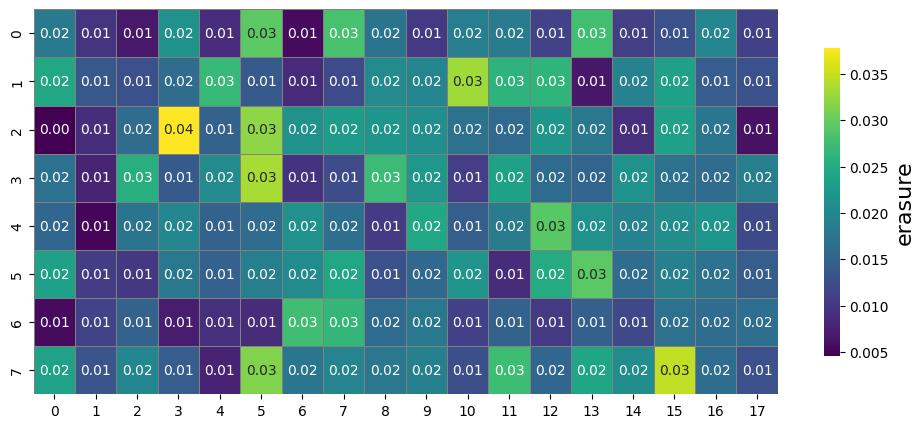 0 0.02 0.01 0.01 0.02 0.01 0.03 0.01 0.03 0.02 0.01 0.02 0.02 0.01 0.03 0.01 0.01 0.02 0.01
1 0.02 0.01 0.01 0.02 0.03 0.01 0.01 0.01 0.02 0.02 0.03 0.03 0.03 0.01 0.02 0.02 0.01 0.01
2 0.00 0.01 0.02 0.04 0.01 0.03 0.02 0.02 0.02 0.02 0.02 0.02 0.02 0.02 0.01 0.02 0.02 0.01
3 0.02 0.01 0.03 0.01 0.02 0.03 0.01 0.01 0.03 0.02 0.01 0.02 0.02 0.02 0.02 0.02 0.02 0.02
4 0.02 0.01 0.02 0.02 0.01 0.02 0.02 0.02 0.01 0.02 0.01 0.02 0.03 0.02 0.02 0.02 0.02 0.01
5 0.02 0.01 0.01 0.02 0.01 0.02 0.02 0.02 0.01 0.02 0.02 0.01 0.02 0.03 0.02 0.02 0.02 0.01
6 0.01 0.01 0.01 0.01 0.01 0.01 0.03 0.03 0.02 0.02 0.01 0.01 0.01 0.01 0.01 0.02 0.02 0.02
7 0.02 0.01 0.02 0.01 0.01 0.03 0.02 0.02 0.02 0.02 0.01 0.03 0.02 0.02 0.02 0.03 0.02 0.01
0 1 2 3 4 5 6 7 8 9 10 11 12 13 14 15 16 17
0.035
0.030
0.025
0.020
0.015
0.010
0.005
erasure